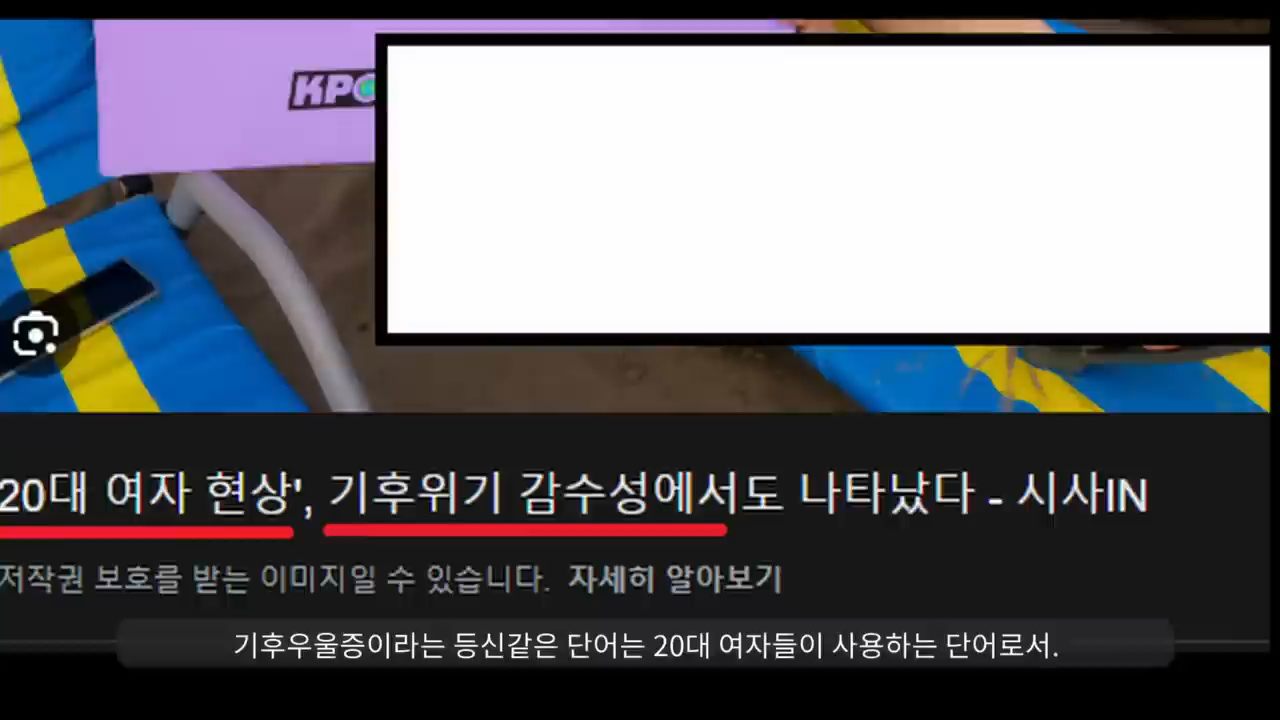 KPO
20대 여자 현상', 기후위기 감수성에서도 나타났다 - 시사IN
저작권 보호를 받는 이미지일 수 있습니다. 자세히 알아보기
기후우울증이라는 등신같은 단어는 20대 여자들이 사용하는 단어로서.